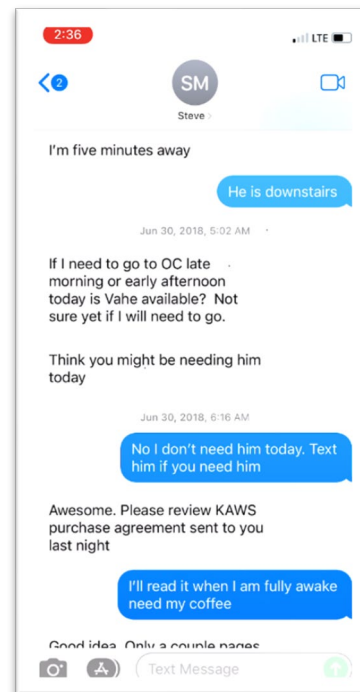 2:36
LTE
2
SM
Steve
I'm five minutes away
He is downstairs
Jun 30, 2018, 5:02 AM
If I need to go to OC late
morning or early afternoon
today is Vahe available? Not
sure yet if I will need to go.
Think you might be needing him
today
Jun 30, 2018, 6:16 AM
No I don't need him today. Text
him if you need him
Awesome. Please review KAWS
purchase agreement sent to you
last night
I'll read it when I am fully awake
need my coffee
Good idea. Only a couple pages
Text Message